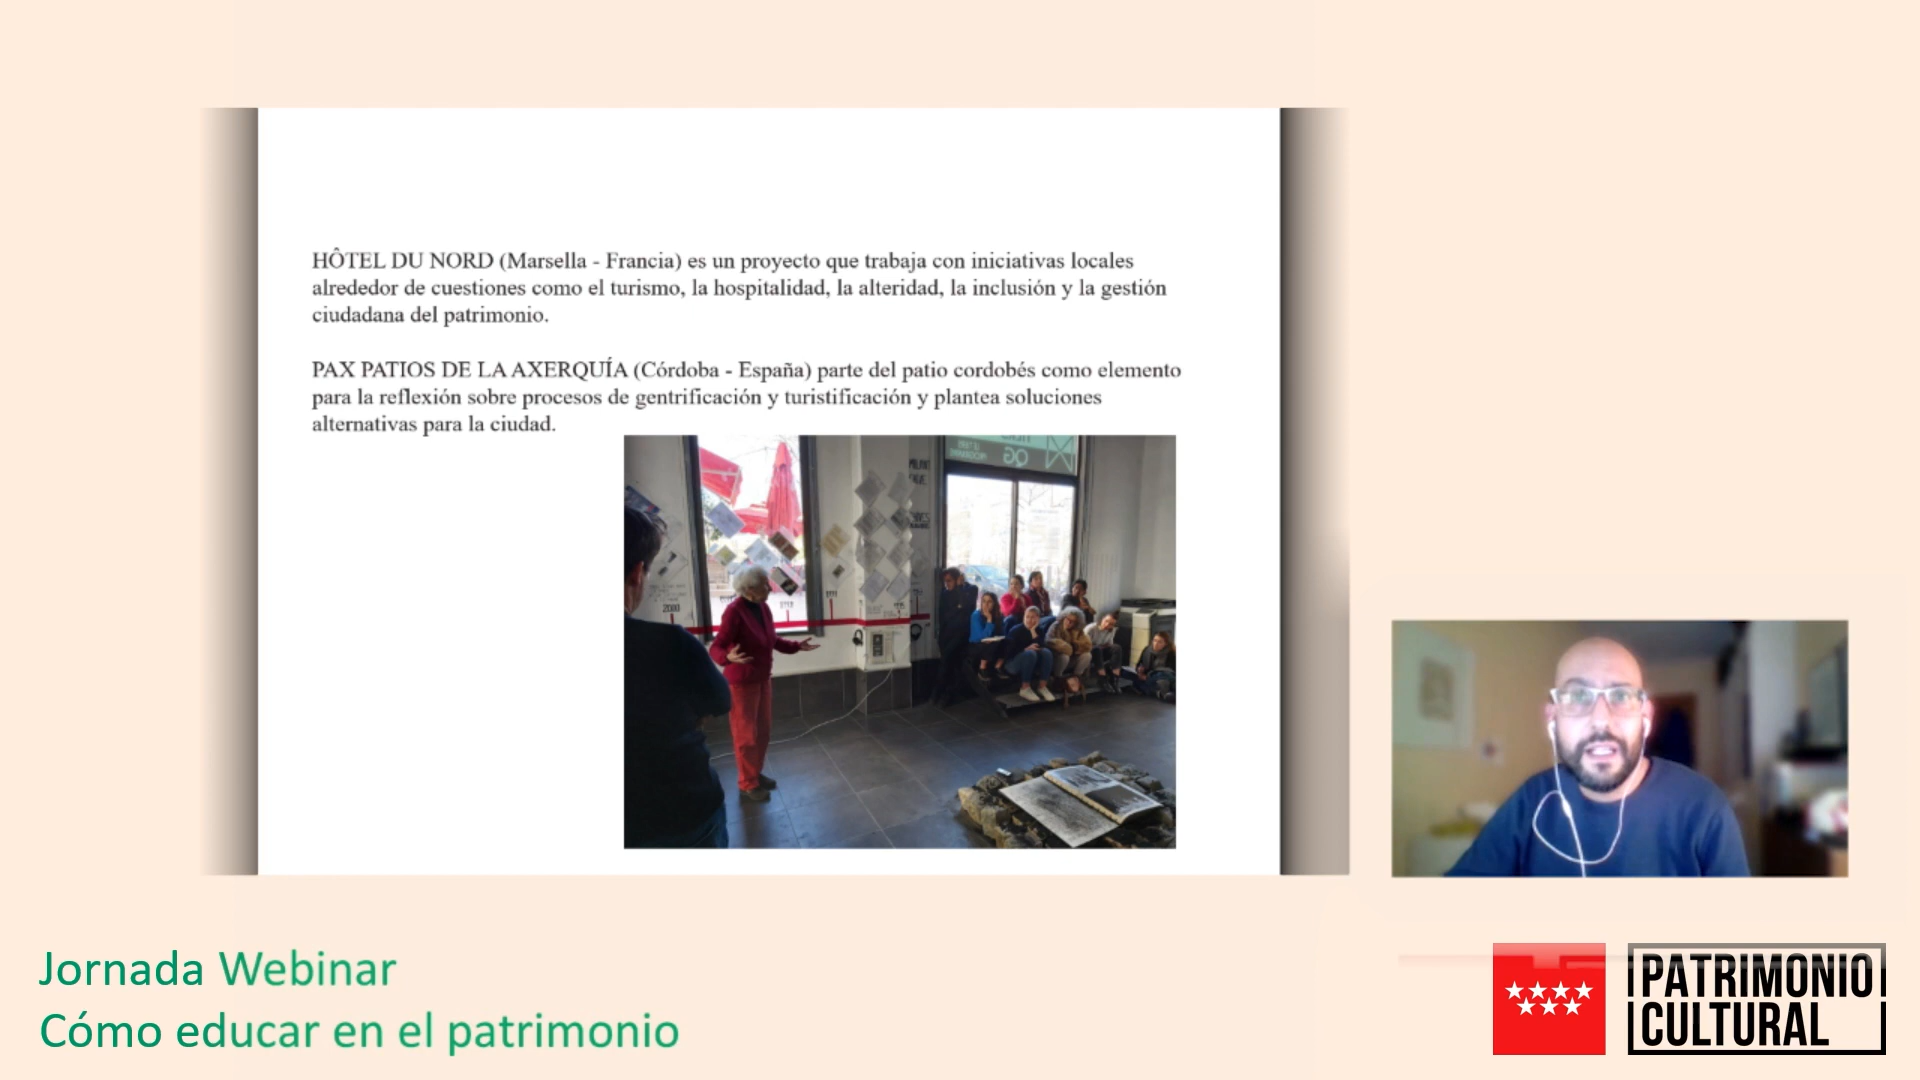 HÔTEL DU NORD (Marsella - Francia) es un proyecto que trabaja con iniciativas locales
alrededor de cuestiones como el turismo, la hospitalidad, la alteridad, la inclusión y la gestión
ciudadana del patrimonio.
PAX PATIOS DE LA AXERQUÍA (Córdoba - España) parte del patio cordobés como elemento
para la reflexión sobre procesos de gentrificación y turistificación y plantea soluciones
alternativas para la ciudad.
Jornada Webinar
Cómo educar en el patrimonio
PATRIMONIO
CULTURAL